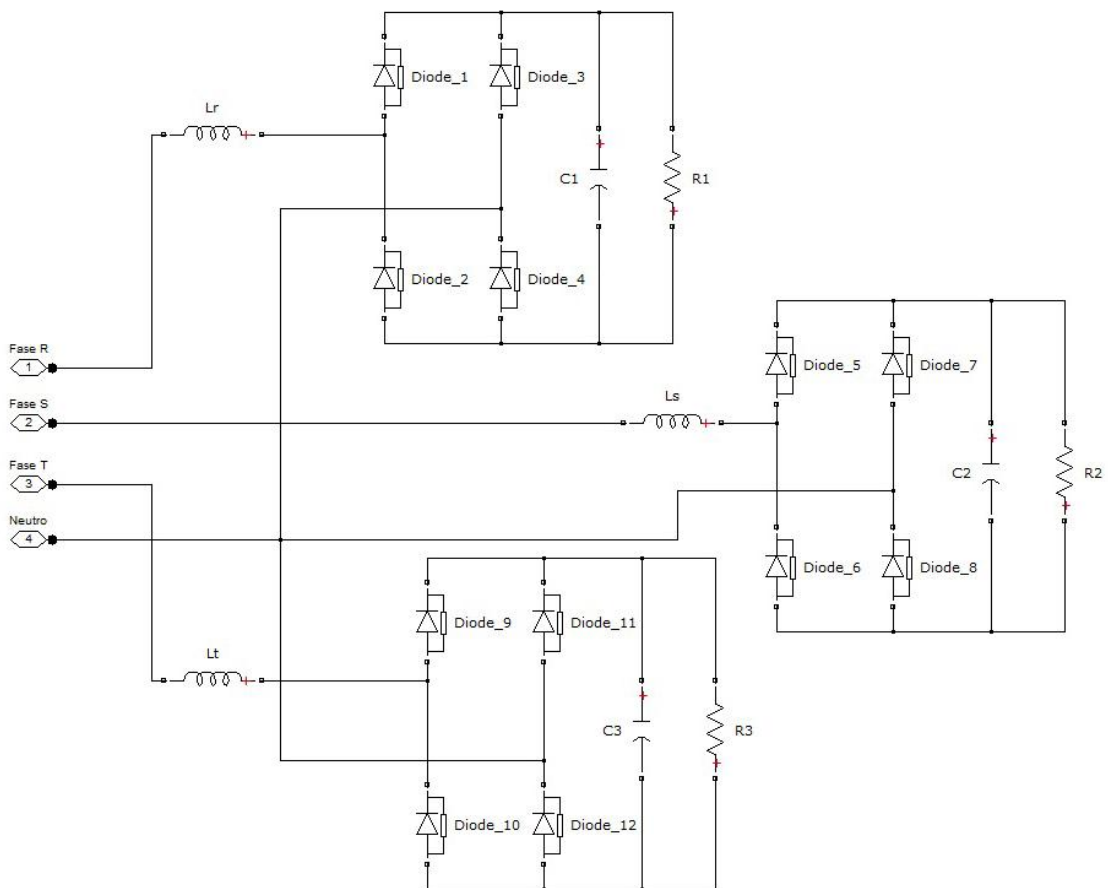 Diode_1
Diode_3
Lr
C1
R1
Diode_2
Diode_4
Fase R
1
Diode_5
Diode_7
Fase S
2
Ls
Fase T
3
C2
R2
Neutro
4
Diode_6
Diode_8
Diode_9
Diode_11
Lt
C3
R3
Diode_10
Diode_12